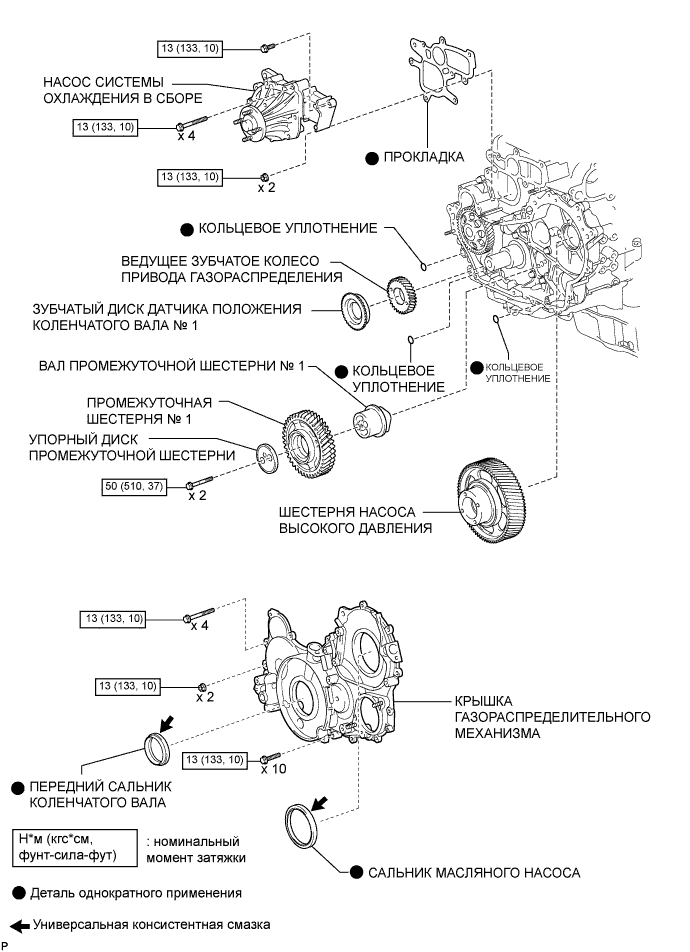 13 (133, 10)
НАСОС СИСТЕМЫ
ОХЛАЖДЕНИЯ В СБОРЕ
13 (133, 10)
x 4
ПРОКЛАДКА
13 (133, 10)
x 2
КОЛЬЦЕВОЕ УПЛОТНЕНИЕ
ВЕДУЩЕЕ ЗУБЧАТОЕ КОЛЕСО
ПРИВОДА ГАЗОРАСПРЕДЕЛЕНИЯ
ЗУБЧАТЫЙ ДИСК ДАТЧИКА ПОЛОЖЕНИЯ
КОЛЕНЧАТОГО ВАЛА № 1
ВАЛ ПРОМЕЖУТОЧНОЙ ШЕСТЕРНИ № 1
КОЛЬЦЕВОЕ
УПЛОТНЕНИЕ
КОЛЬЦЕВОЕ
УПЛОТНЕНИЕ
ПРОМЕЖУТОЧНАЯ
ШЕСТЕРНЯ № 1
УПОРНЫЙ ДИСК
ПРОМЕЖУТОЧНОЙ ШЕСТЕРНИ
50 (510, 37)
x 2
ШЕСТЕРНЯ НАСОСА
ВЫСОКОГО ДАВЛЕНИЯ
13 (133, 10)
x 4
13 (133, 10)
x 2
КРЫШКА
ГАЗОРАСПРЕДЕЛИТЕЛЬНОГО
МЕХАНИЗМА
13 (133, 10)
x 10
ПЕРЕДНИЙ САЛЬНИК
КОЛЕНЧАТОГО ВАЛА
Н*м (кгс*см,
фунт-сила-фут)
: номинальный
момент затяжки
САЛЬНИК МАСЛЯНОГО НАСОСА
Деталь однократного применения
Универсальная консистентная смазка
P